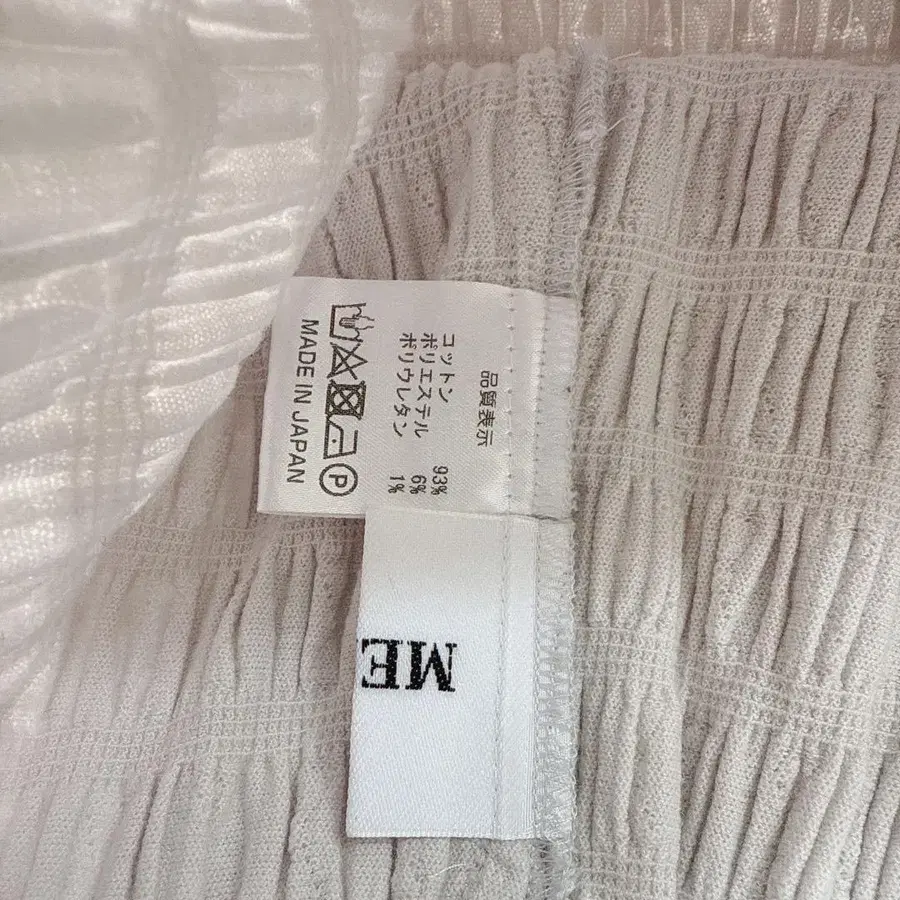 品質表示
コットン 93%
ポリエステル 6%
ポリウレタン 1%
P
MADE IN JAPAN
ME